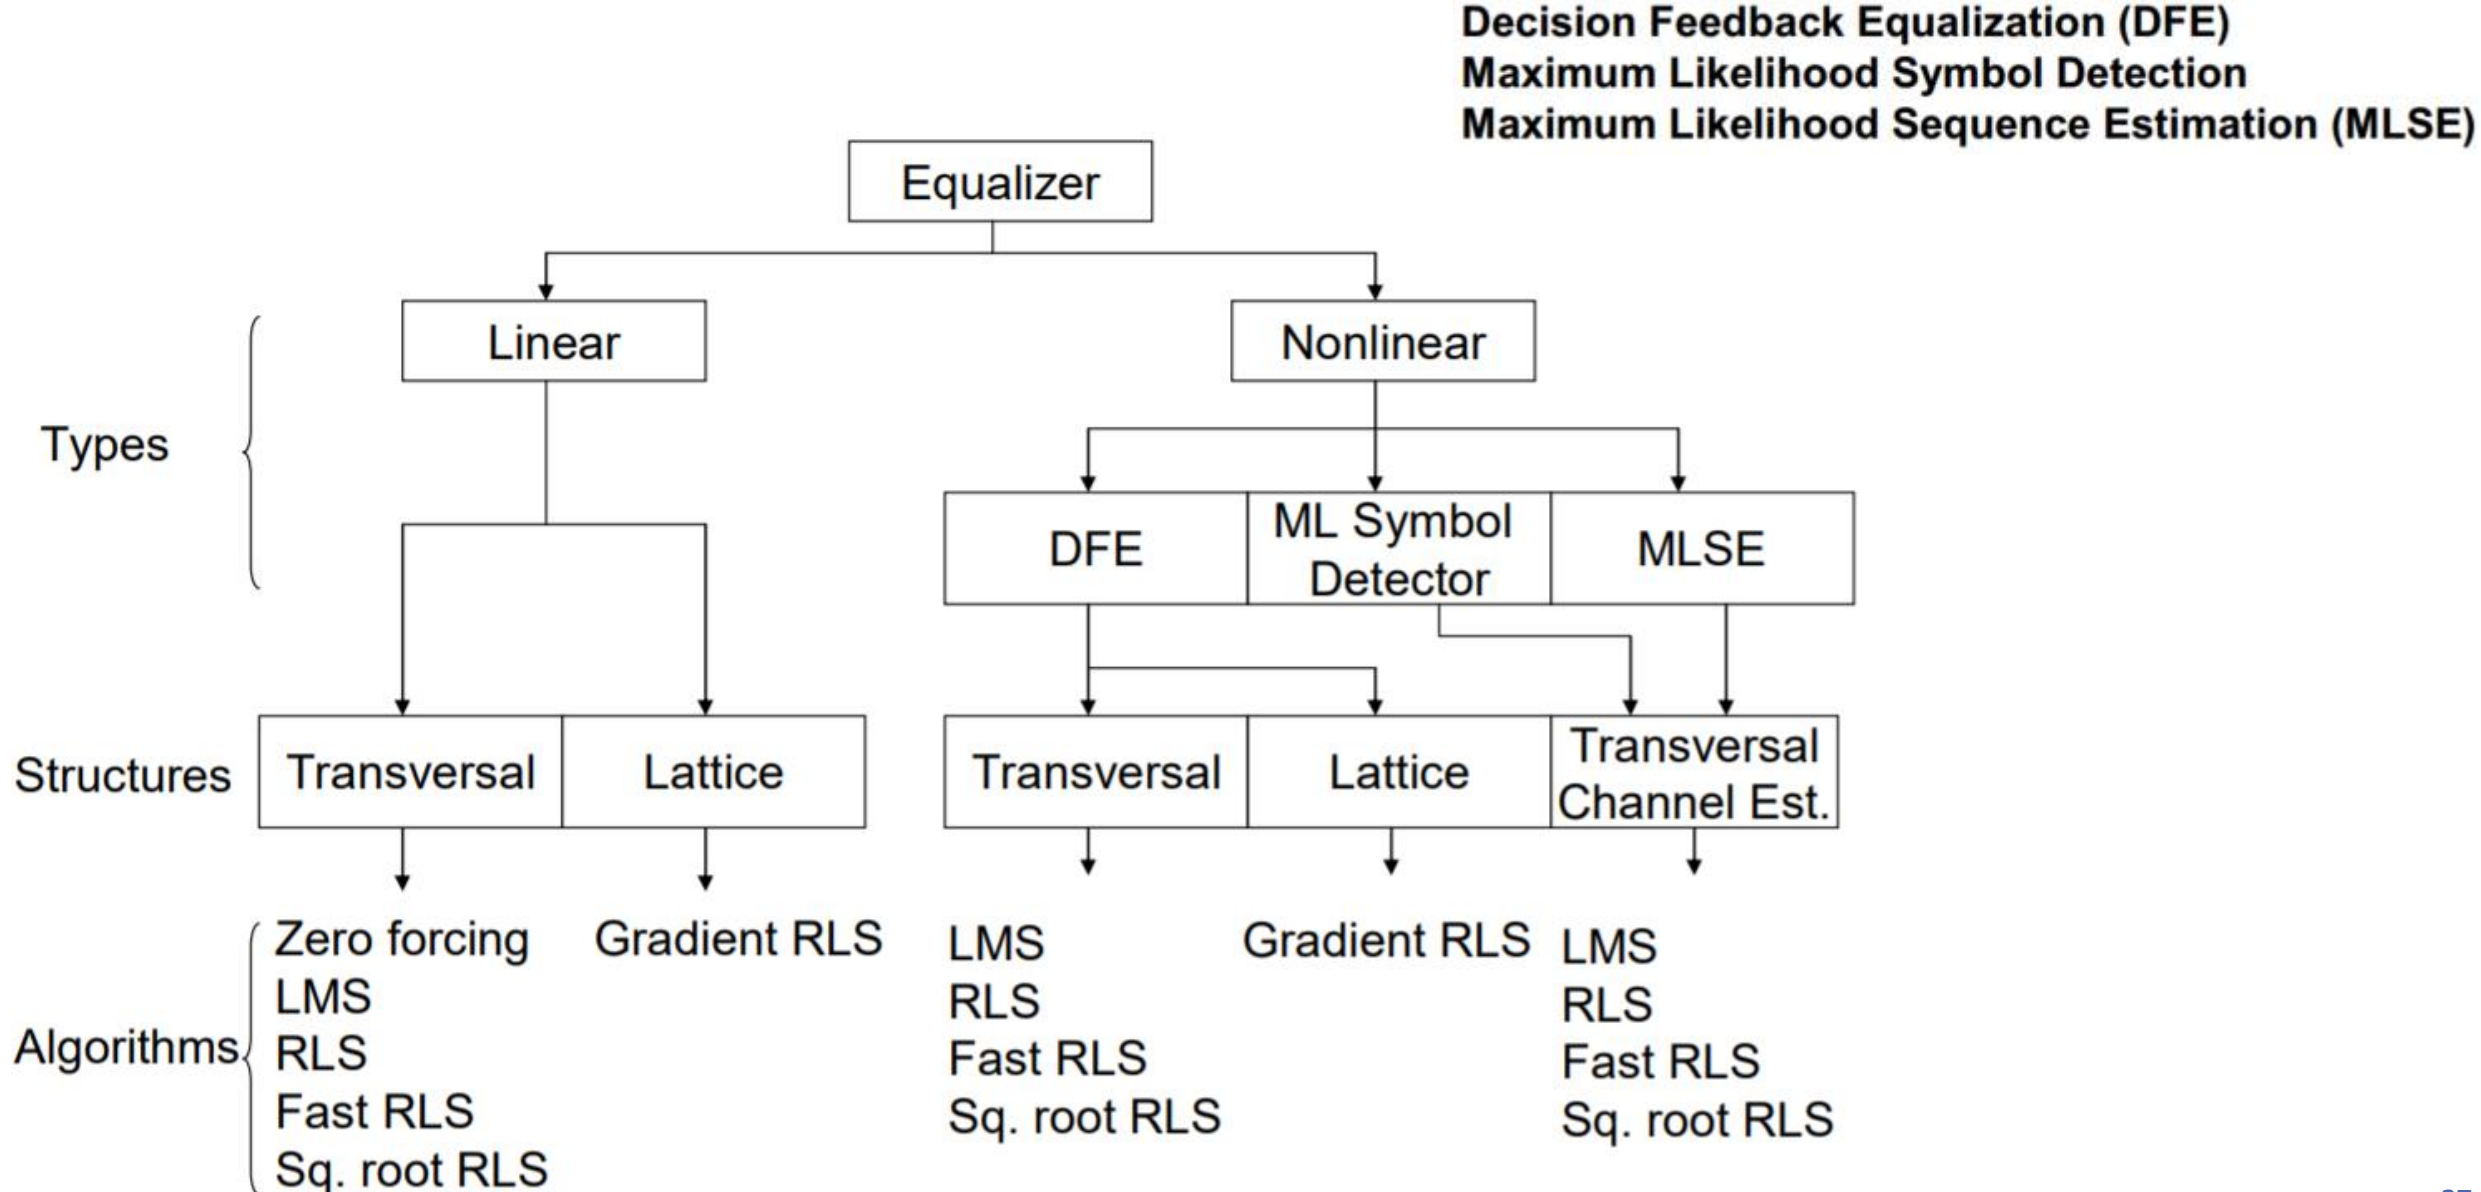 Decision Feedback Equalization (DFE)
Maximum Likelihood Symbol Detection
Maximum Likelihood Sequence Estimation (MLSE)
Equalizer
Linear
Nonlinear
Types
DFE
ML Symbol
Detector
MLSE
Structures
Transversal
Lattice
Transversal
Lattice
Transversal
Channel Est.
Algorithms
Zero forcing
LMS
RLS
Fast RLS
Sq. root RLS
Gradient RLS
LMS
RLS
Fast RLS
Sq. root RLS
Gradient RLS
LMS
RLS
Fast RLS
Sq. root RLS